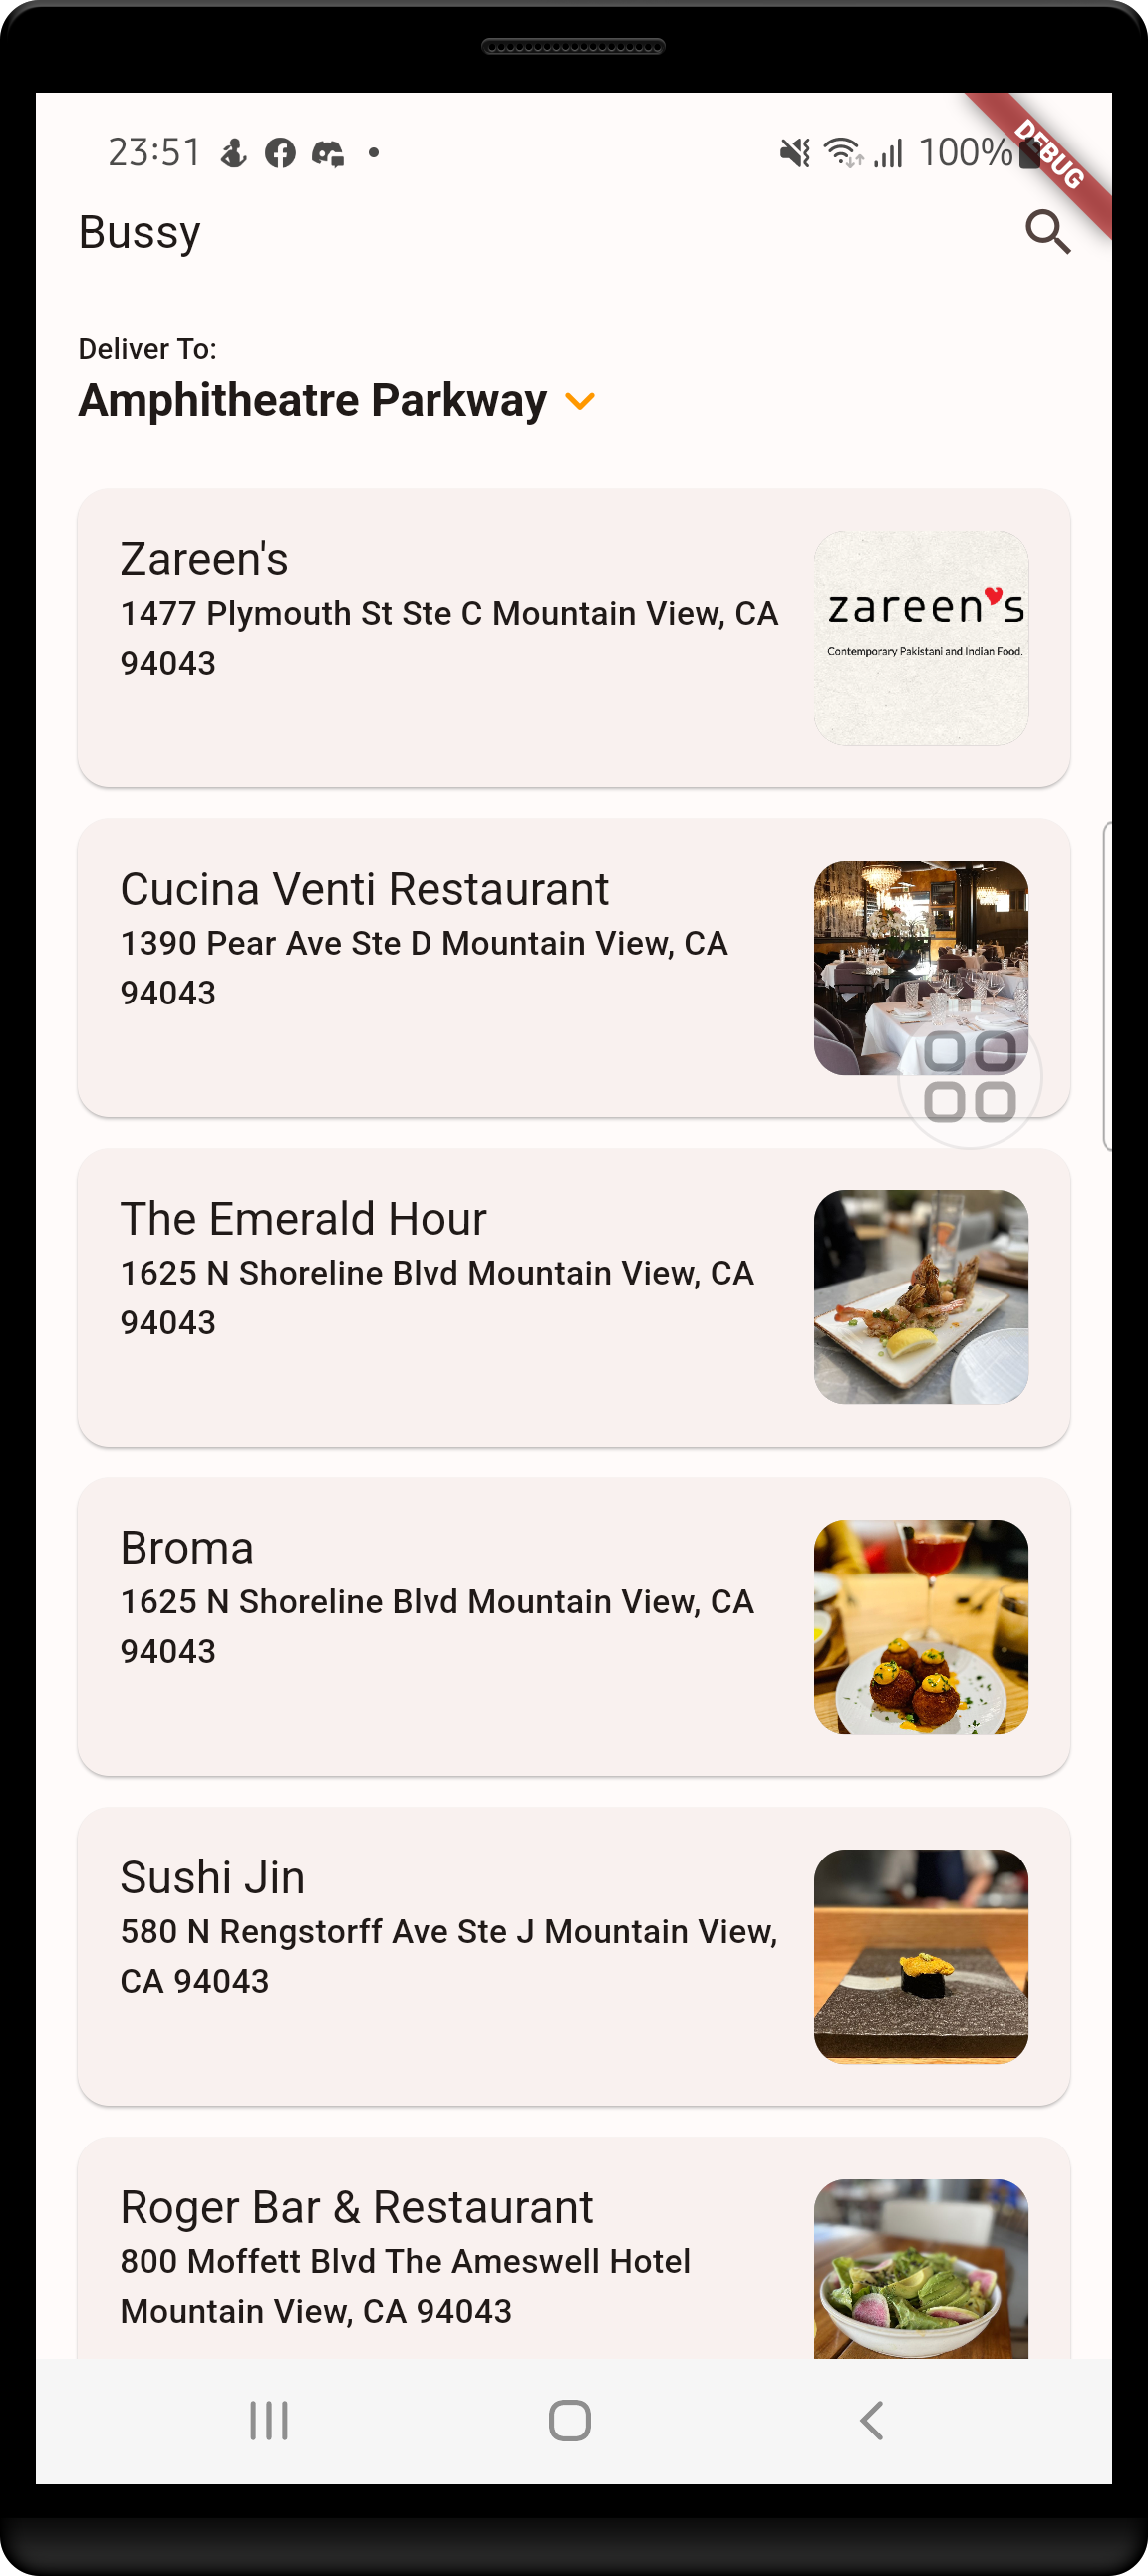 23:51
100%
DEBUG
Bussy
Deliver To:
Amphitheatre Parkway
Zareen's
1477 Plymouth St Ste C Mountain View, CA
94043
zareen's
Contemporary Pakistani and Indian Food.
Cucina Venti Restaurant
1390 Pear Ave Ste D Mountain View, CA
94043
The Emerald Hour
1625 N Shoreline Blvd Mountain View, CA
94043
Broma
1625 N Shoreline Blvd Mountain View, CA
94043
Sushi Jin
580 N Rengstorff Ave Ste J Mountain View,
CA 94043
Roger Bar & Restaurant
800 Moffett Blvd The Ameswell Hotel
Mountain View, CA 94043